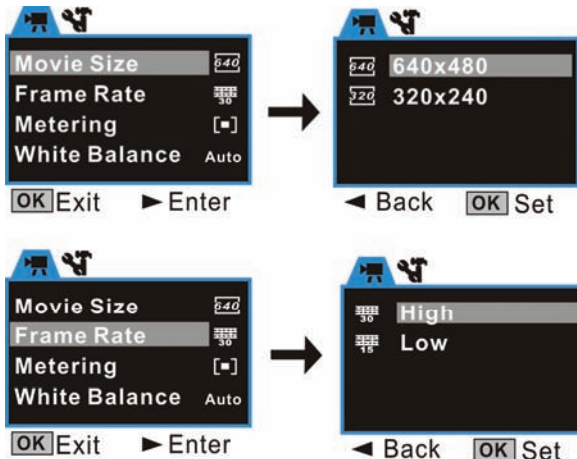 Movie Size 640
Frame Rate 30
Metering
White Balance Auto
OK Exit ► Enter
640 640x480
320 320x240
◄ Back OK Set
Movie Size 640
Frame Rate 30
Metering
White Balance Auto
OK Exit ► Enter
30 High
15 Low
◄ Back OK Set